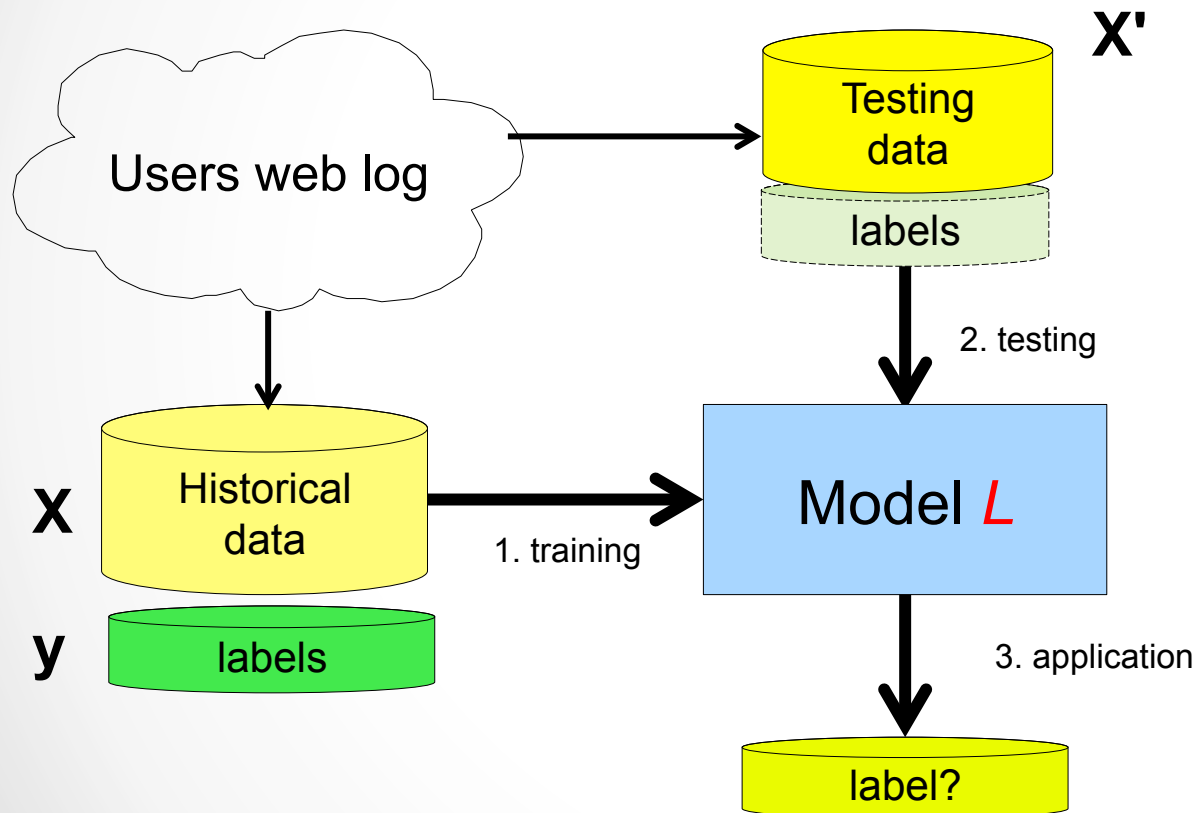 X'
Testing
data
Users web log
labels
2. testing
X
Historical
data
1. training
Model L
y
labels
3. application
label?